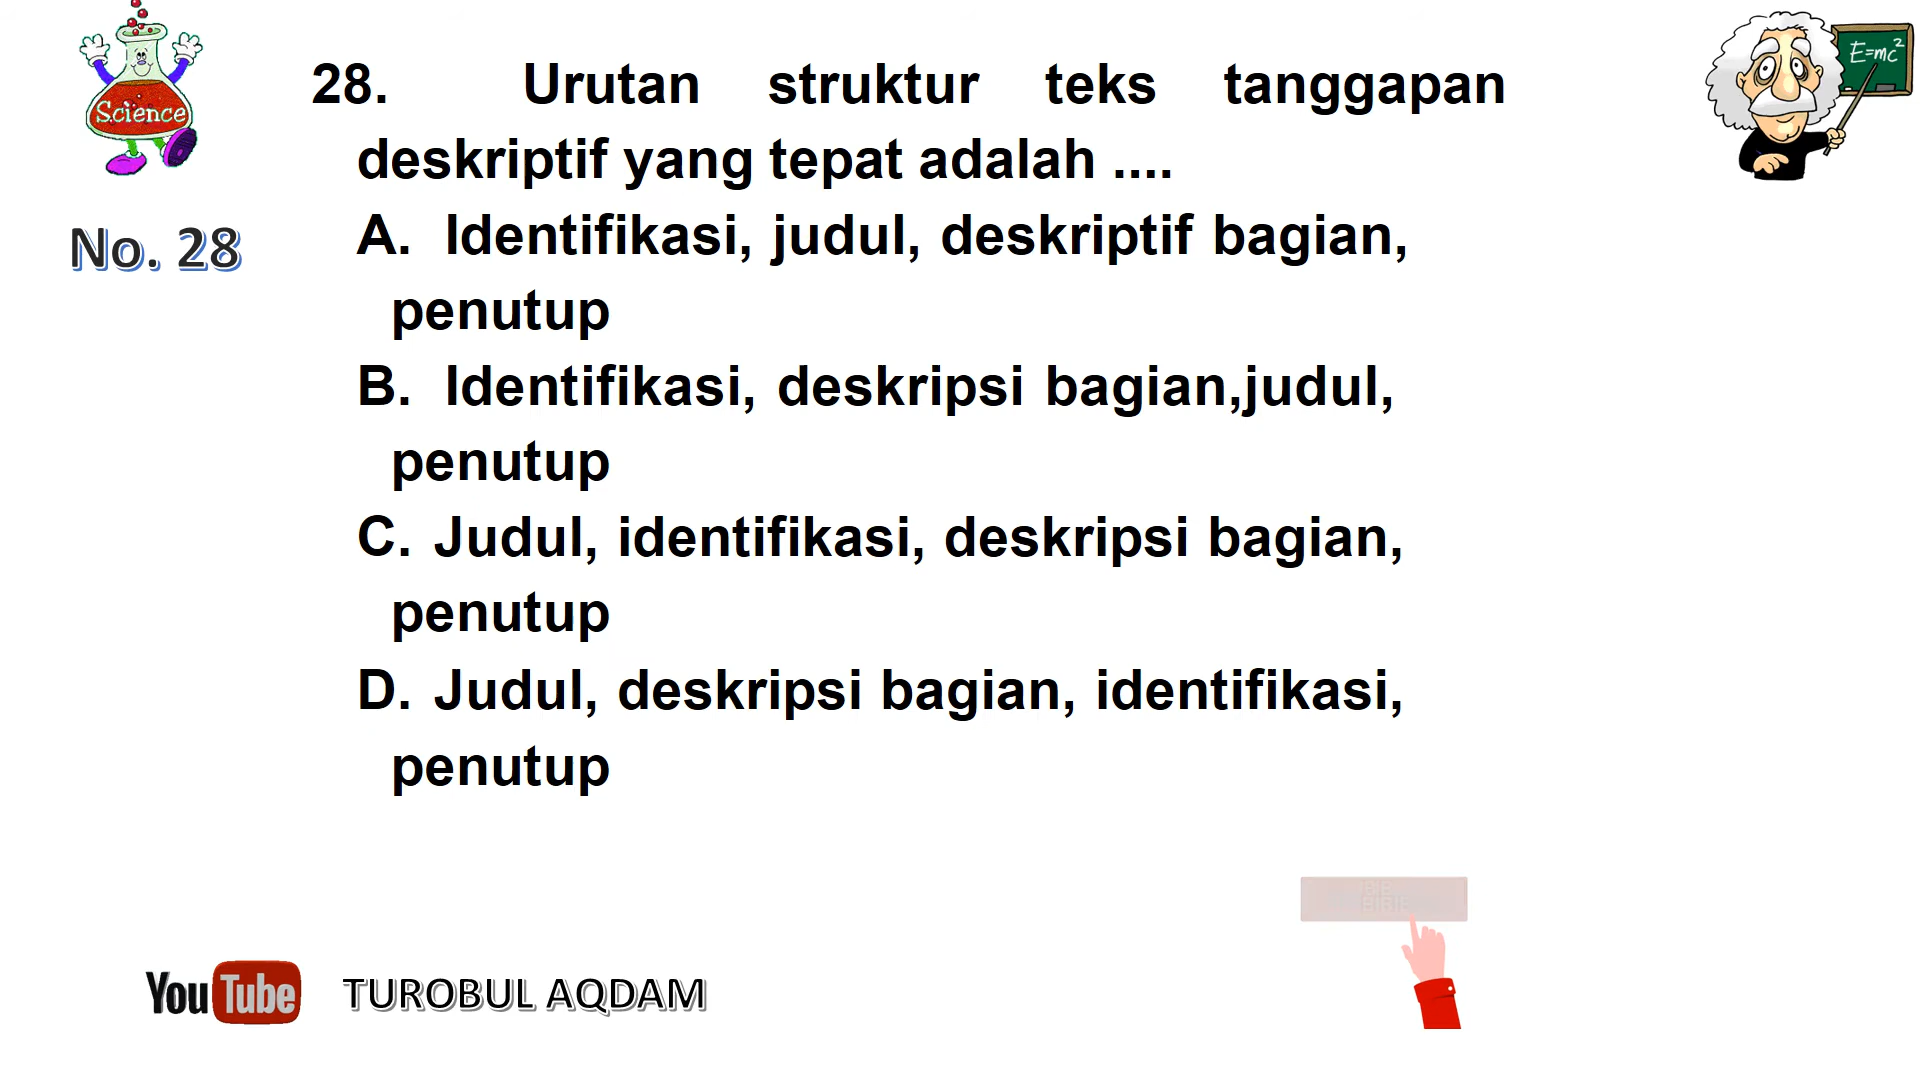 Science
E=mc²
No. 28
28. Urutan struktur teks tanggapan
deskriptif yang tepat adalah ....
A. Identifikasi, judul, deskriptif bagian,
penutup
B. Identifikasi, deskripsi bagian,judul,
penutup
C. Judul, identifikasi, deskripsi bagian,
penutup
D. Judul, deskripsi bagian, identifikasi,
penutup
YouTube TUROBUL AQDAM